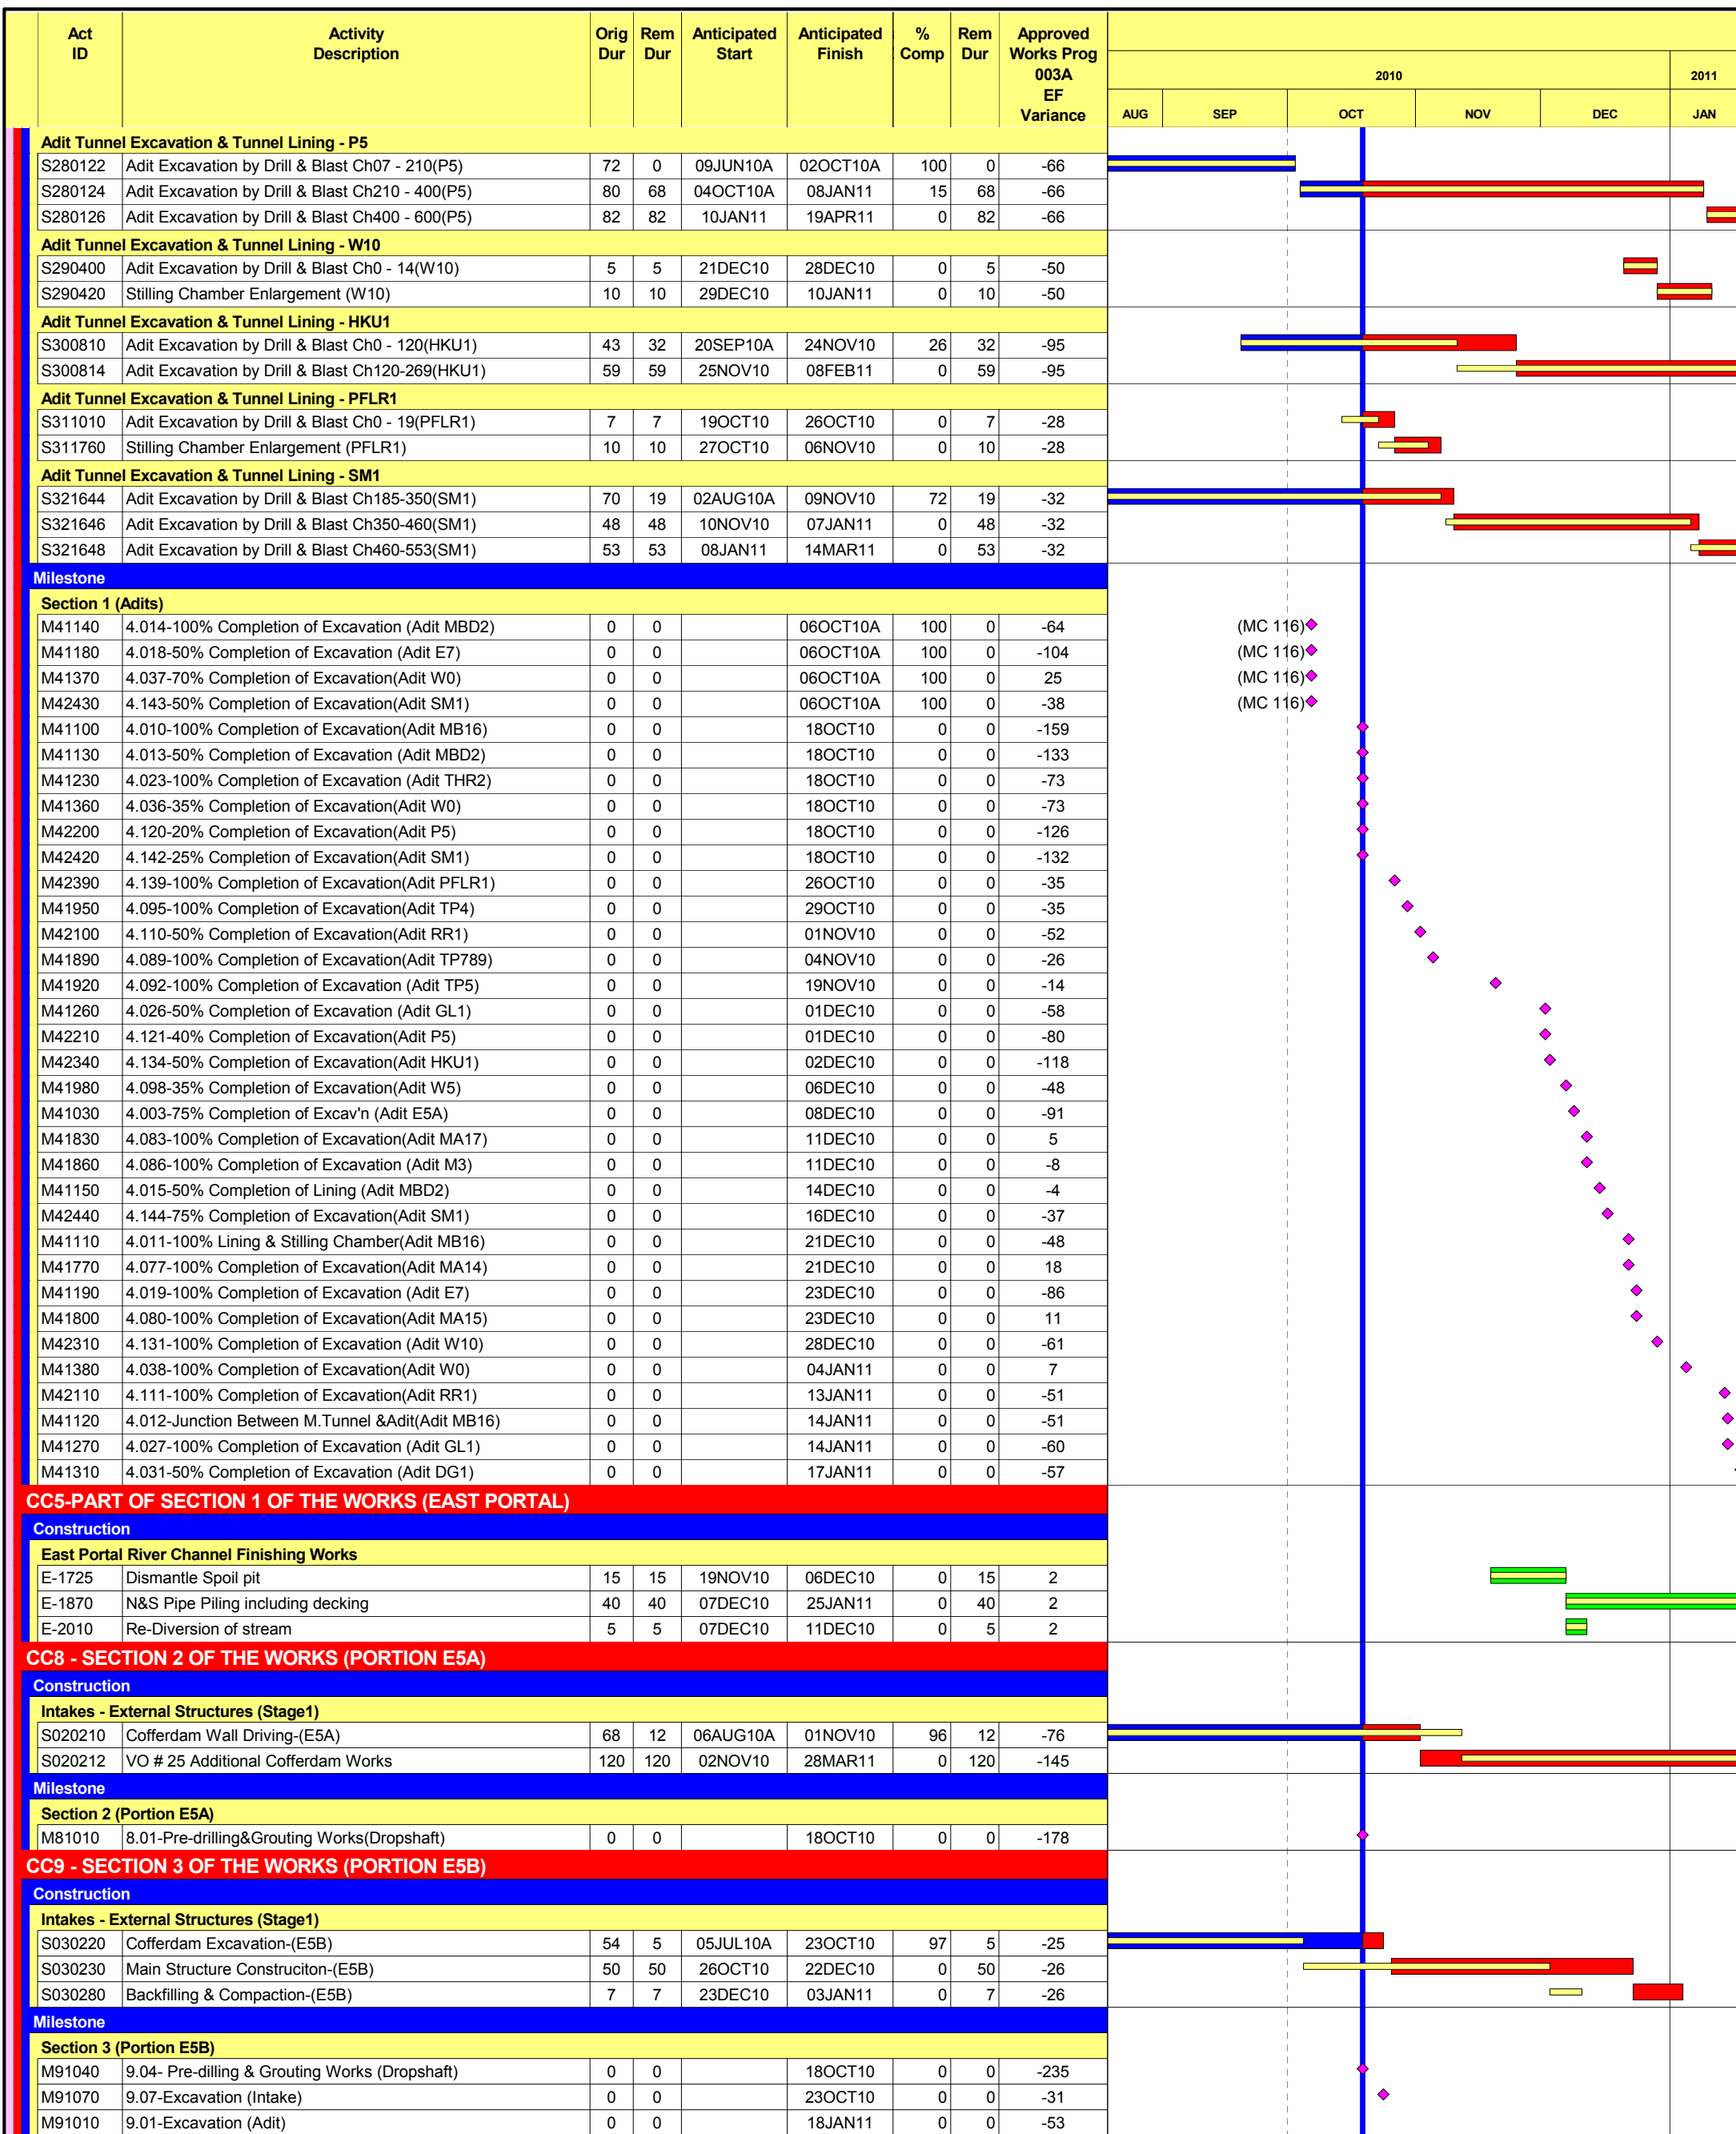 Act ID Activity Description Orig Dur Rem Dur Anticipated Start Anticipated Finish % Comp Rem Dur Approved Works Prog 003A EF Variance
2010 2011
AUG SEP OCT NOV DEC JAN
Adit Tunnel Excavation & Tunnel Lining - P5
S280122 Adit Excavation by Drill & Blast Ch07 - 210(P5) 72 0 09JUN10A 02OCT10A 100 0 -66
S280124 Adit Excavation by Drill & Blast Ch210 - 400(P5) 80 68 04OCT10A 08JAN11 15 68 -66
S280126 Adit Excavation by Drill & Blast Ch400 - 600(P5) 82 82 10JAN11 19APR11 0 82 -66
Adit Tunnel Excavation & Tunnel Lining - W10
S290400 Adit Excavation by Drill & Blast Ch0 - 14(W10) 5 5 21DEC10 28DEC10 0 5 -50
S290420 Stilling Chamber Enlargement (W10) 10 10 29DEC10 10JAN11 0 10 -50
Adit Tunnel Excavation & Tunnel Lining - HKU1
S300810 Adit Excavation by Drill & Blast Ch0 - 120(HKU1) 43 32 20SEP10A 24NOV10 26 32 -95
S300814 Adit Excavation by Drill & Blast Ch120-269(HKU1) 59 59 25NOV10 08FEB11 0 59 -95
Adit Tunnel Excavation & Tunnel Lining - PFLR1
S311010 Adit Excavation by Drill & Blast Ch0 - 19(PFLR1) 7 7 19OCT10 26OCT10 0 7 -28
S311760 Stilling Chamber Enlargement (PFLR1) 10 10 27OCT10 06NOV10 0 10 -28
Adit Tunnel Excavation & Tunnel Lining - SM1
S321644 Adit Excavation by Drill & Blast Ch185-350(SM1) 70 19 02AUG10A 09NOV10 72 19 -32
S321646 Adit Excavation by Drill & Blast Ch350-460(SM1) 48 48 10NOV10 07JAN11 0 48 -32
S321648 Adit Excavation by Drill & Blast Ch460-553(SM1) 53 53 08JAN11 14MAR11 0 53 -32
Milestone
Section 1 (Adits)
M41140 4.014-100% Completion of Excavation (Adit MBD2) 0 0 06OCT10A 100 0 -64 (MC 116)
M41180 4.018-50% Completion of Excavation (Adit E7) 0 0 06OCT10A 100 0 -104 (MC 116)
M41370 4.037-70% Completion of Excavation(Adit W0) 0 0 06OCT10A 100 0 25 (MC 116)
M42430 4.143-50% Completion of Excavation(Adit SM1) 0 0 06OCT10A 100 0 -38 (MC 116)
M41100 4.010-100% Completion of Excavation(Adit MB16) 0 0 18OCT10 0 0 -159
M41130 4.013-50% Completion of Excavation (Adit MBD2) 0 0 18OCT10 0 0 -133
M41230 4.023-100% Completion of Excavation (Adit THR2) 0 0 18OCT10 0 0 -73
M41360 4.036-35% Completion of Excavation(Adit W0) 0 0 18OCT10 0 0 -73
M42200 4.120-20% Completion of Excavation(Adit P5) 0 0 18OCT10 0 0 -126
M42420 4.142-25% Completion of Excavation(Adit SM1) 0 0 18OCT10 0 0 -132
M42390 4.139-100% Completion of Excavation(Adit PFLR1) 0 0 26OCT10 0 0 -35
M41950 4.095-100% Completion of Excavation(Adit TP4) 0 0 29OCT10 0 0 -35
M42100 4.110-50% Completion of Excavation(Adit RR1) 0 0 01NOV10 0 0 -52
M41890 4.089-100% Completion of Excavation(Adit TP789) 0 0 04NOV10 0 0 -26
M41920 4.092-100% Completion of Excavation (Adit TP5) 0 0 19NOV10 0 0 -14
M41260 4.026-50% Completion of Excavation (Adit GL1) 0 0 01DEC10 0 0 -58
M42210 4.121-40% Completion of Excavation(Adit P5) 0 0 01DEC10 0 0 -80
M42340 4.134-50% Completion of Excavation(Adit HKU1) 0 0 02DEC10 0 0 -118
M41980 4.098-35% Completion of Excavation(Adit W5) 0 0 06DEC10 0 0 -48
M41030 4.003-75% Completion of Excav'n (Adit E5A) 0 0 08DEC10 0 0 -91
M41830 4.083-100% Completion of Excavation(Adit MA17) 0 0 11DEC10 0 0 5
M41860 4.086-100% Completion of Excavation (Adit M3) 0 0 11DEC10 0 0 -8
M41150 4.015-50% Completion of Lining (Adit MBD2) 0 0 14DEC10 0 0 -4
M42440 4.144-75% Completion of Excavation(Adit SM1) 0 0 16DEC10 0 0 -37
M41110 4.011-100% Lining & Stilling Chamber(Adit MB16) 0 0 21DEC10 0 0 -48
M41770 4.077-100% Completion of Excavation(Adit MA14) 0 0 21DEC10 0 0 18
M41190 4.019-100% Completion of Excavation (Adit E7) 0 0 23DEC10 0 0 -86
M41800 4.080-100% Completion of Excavation(Adit MA15) 0 0 23DEC10 0 0 11
M42310 4.131-100% Completion of Excavation (Adit W10) 0 0 28DEC10 0 0 -61
M41380 4.038-100% Completion of Excavation(Adit W0) 0 0 04JAN11 0 0 7
M42110 4.111-100% Completion of Excavation(Adit RR1) 0 0 13JAN11 0 0 -51
M41120 4.012-Junction Between M.Tunnel &Adit(Adit MB16) 0 0 14JAN11 0 0 -51
M41270 4.027-100% Completion of Excavation (Adit GL1) 0 0 14JAN11 0 0 -60
M41310 4.031-50% Completion of Excavation (Adit DG1) 0 0 17JAN11 0 0 -57
CC5-PART OF SECTION 1 OF THE WORKS (EAST PORTAL)
Construction
East Portal River Channel Finishing Works
E-1725 Dismantle Spoil pit 15 15 19NOV10 06DEC10 0 15 2
E-1870 N&S Pipe Piling including decking 40 40 07DEC10 25JAN11 0 40 2
E-2010 Re-Diversion of stream 5 5 07DEC10 11DEC10 0 5 2
CC8 - SECTION 2 OF THE WORKS (PORTION E5A)
Construction
Intakes - External Structures (Stage1)
S020210 Cofferdam Wall Driving-(E5A) 68 12 06AUG10A 01NOV10 96 12 -76
S020212 VO # 25 Additional Cofferdam Works 120 120 02NOV10 28MAR11 0 120 -145
Milestone
Section 2 (Portion E5A)
M81010 8.01-Pre-drilling&Grouting Works(Dropshaft) 0 0 18OCT10 0 0 -178
CC9 - SECTION 3 OF THE WORKS (PORTION E5B)
Construction
Intakes - External Structures (Stage1)
S030220 Cofferdam Excavation-(E5B) 54 5 05JUL10A 23OCT10 97 5 -25
S030230 Main Structure Construciton-(E5B) 50 50 26OCT10 22DEC10 0 50 -26
S030280 Backfilling & Compaction-(E5B) 7 7 23DEC10 03JAN11 0 7 -26
Milestone
Section 3 (Portion E5B)
M91040 9.04- Pre-dilling & Grouting Works (Dropshaft) 0 0 18OCT10 0 0 -235
M91070 9.07-Excavation (Intake) 0 0 23OCT10 0 0 -31
M91010 9.01-Excavation (Adit) 0 0 18JAN11 0 0 -53